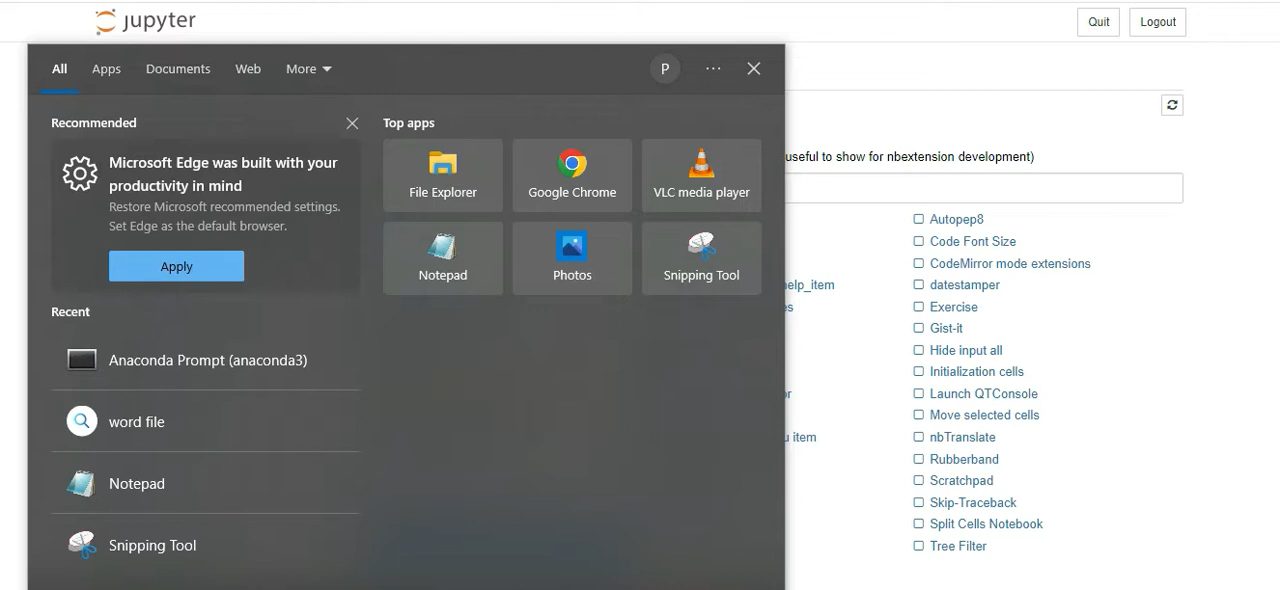 jupyter
Quit
Logout
All
Apps
Documents
Web
More
P
Recommended
Microsoft Edge was built with your
productivity in mind
Restore Microsoft recommended settings.
Set Edge as the default browser.
Apply
Recent
Anaconda Prompt (anaconda3)
word file
Notepad
Snipping Tool
Top apps
File Explorer
Google Chrome
VLC media player
Notepad
Photos
Snipping Tool
useful to show for nbextension development)
Autopep8
Code Font Size
CodeMirror mode extensions
help_item
datestamper
Exercise
Gist-it
Hide input all
Initialization cells
Launch QTConsole
Move selected cells
u item
nbTranslate
Rubberband
Scratchpad
Skip-Traceback
Split Cells Notebook
Tree Filter